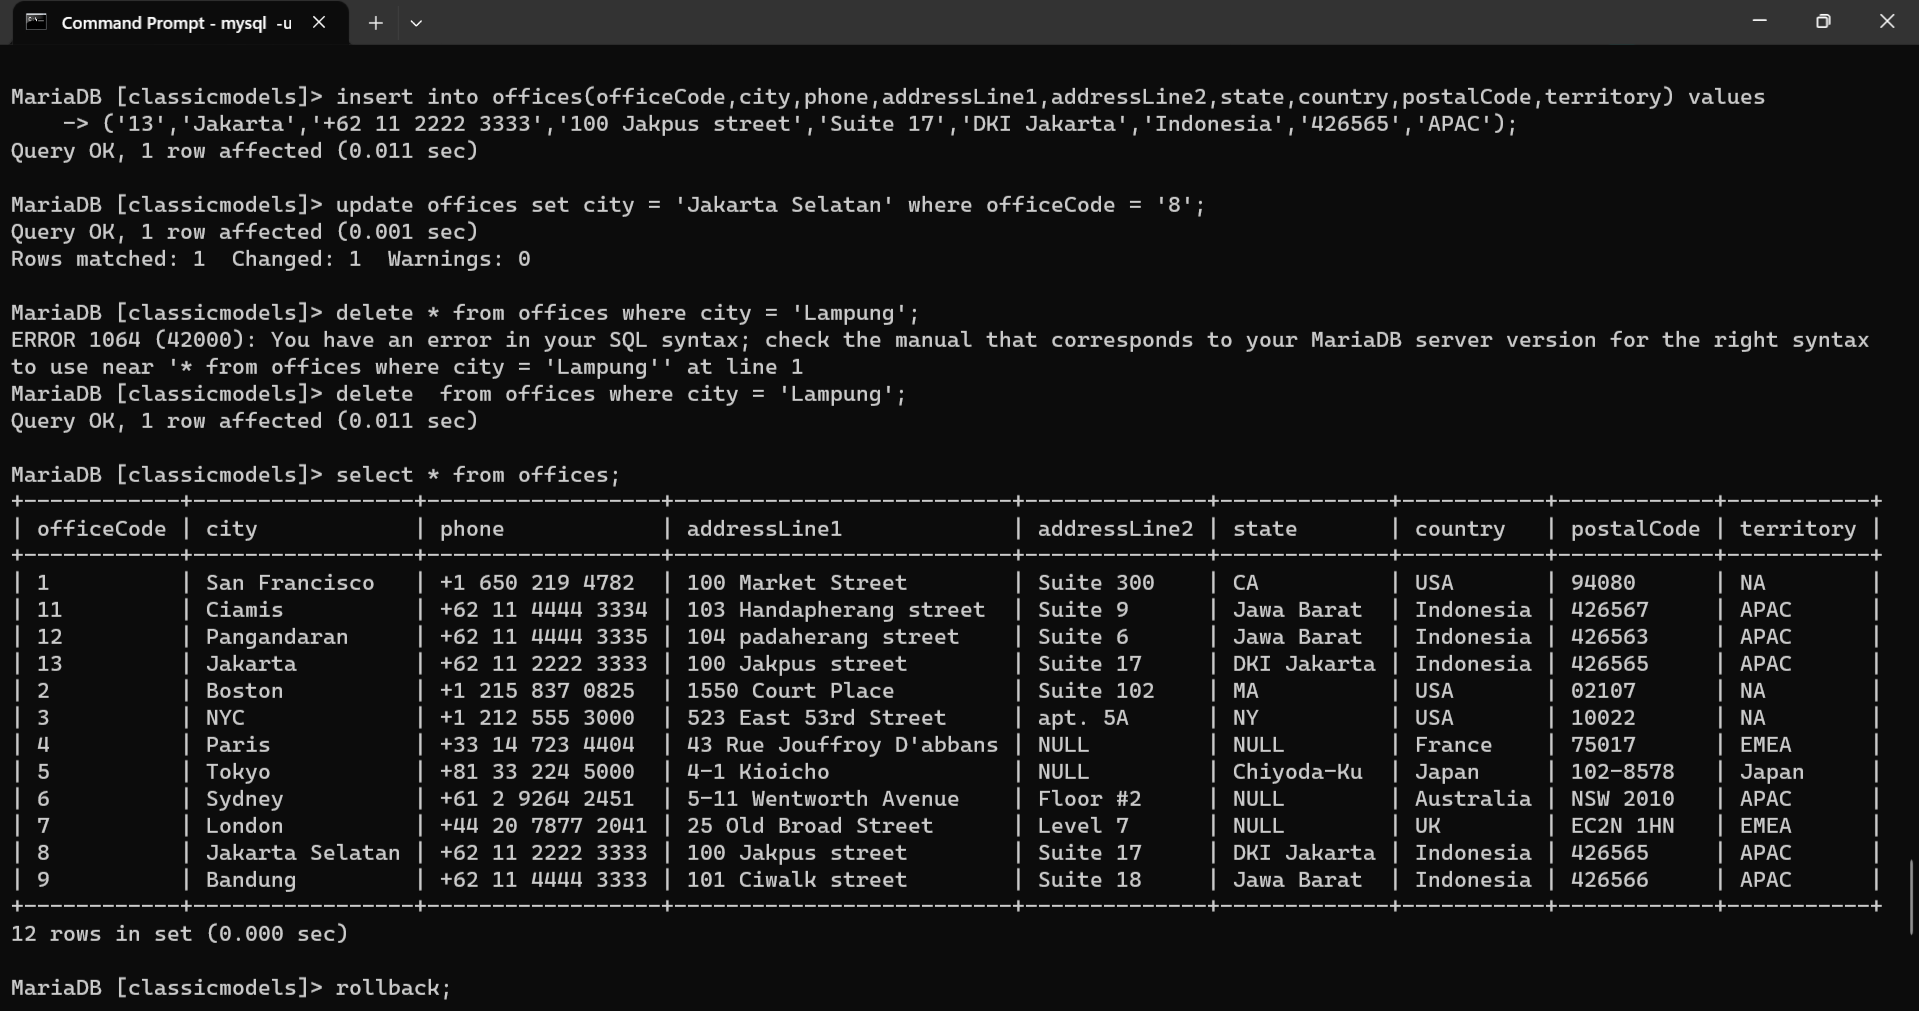 Command Prompt - mysql  -u
MariaDB [classicmodels]> insert into offices(officeCode,city,phone,addressLine1,addressLine2,state,country,postalCode,territory) values
    -> ('13','Jakarta','+62 11 2222 3333','100 Jakpus street','Suite 17','DKI Jakarta','Indonesia','426565','APAC');
Query OK, 1 row affected (0.011 sec)

MariaDB [classicmodels]> update offices set city = 'Jakarta Selatan' where officeCode = '8';
Query OK, 1 row affected (0.001 sec)
Rows matched: 1  Changed: 1  Warnings: 0

MariaDB [classicmodels]> delete * from offices where city = 'Lampung';
ERROR 1064 (42000): You have an error in your SQL syntax; check the manual that corresponds to your MariaDB server version for the right syntax
to use near '* from offices where city = 'Lampung'' at line 1
MariaDB [classicmodels]> delete  from offices where city = 'Lampung';
Query OK, 1 row affected (0.011 sec)

MariaDB [classicmodels]> select * from offices;
+------------+-----------------+------------------+--------------------------+--------------+-------------+-----------+------------+-----------+
| officeCode | city            | phone            | addressLine1             | addressLine2 | state       | country   | postalCode | territory |
+------------+-----------------+------------------+--------------------------+--------------+-------------+-----------+------------+-----------+
| 1          | San Francisco   | +1 650 219 4782  | 100 Market Street        | Suite 300    | CA          | USA       | 94080      | NA        |
| 11         | Ciamis          | +62 11 4444 3334 | 103 Handapherang street  | Suite 9      | Jawa Barat  | Indonesia | 426567     | APAC      |
| 12         | Pangandaran     | +62 11 4444 3335 | 104 padaherang street    | Suite 6      | Jawa Barat  | Indonesia | 426563     | APAC      |
| 13         | Jakarta         | +62 11 2222 3333 | 100 Jakpus street        | Suite 17     | DKI Jakarta | Indonesia | 426565     | APAC      |
| 2          | Boston          | +1 215 837 0825  | 1550 Court Place         | Suite 102    | MA          | USA       | 02107      | NA        |
| 3          | NYC             | +1 212 555 3000  | 523 East 53rd Street     | apt. 5A      | NY          | USA       | 10022      | NA        |
| 4          | Paris           | +33 14 723 4404  | 43 Rue Jouffroy D'abbans | NULL         | NULL        | France    | 75017      | EMEA      |
| 5          | Tokyo           | +81 33 224 5000  | 4-1 Kioicho              | NULL         | Chiyoda-Ku  | Japan     | 102-8578   | Japan     |
| 6          | Sydney          | +61 2 9264 2451  | 5-11 Wentworth Avenue    | Floor #2     | NULL        | Australia | NSW 2010   | APAC      |
| 7          | London          | +44 20 7877 2041 | 25 Old Broad Street      | Level 7      | NULL        | UK        | EC2N 1HN   | EMEA      |
| 8          | Jakarta Selatan | +62 11 2222 3333 | 100 Jakpus street        | Suite 17     | DKI Jakarta | Indonesia | 426565     | APAC      |
| 9          | Bandung         | +62 11 4444 3333 | 101 Ciwalk street        | Suite 18     | Jawa Barat  | Indonesia | 426566     | APAC      |
+------------+-----------------+------------------+--------------------------+--------------+-------------+-----------+------------+-----------+
12 rows in set (0.000 sec)

MariaDB [classicmodels]> rollback;